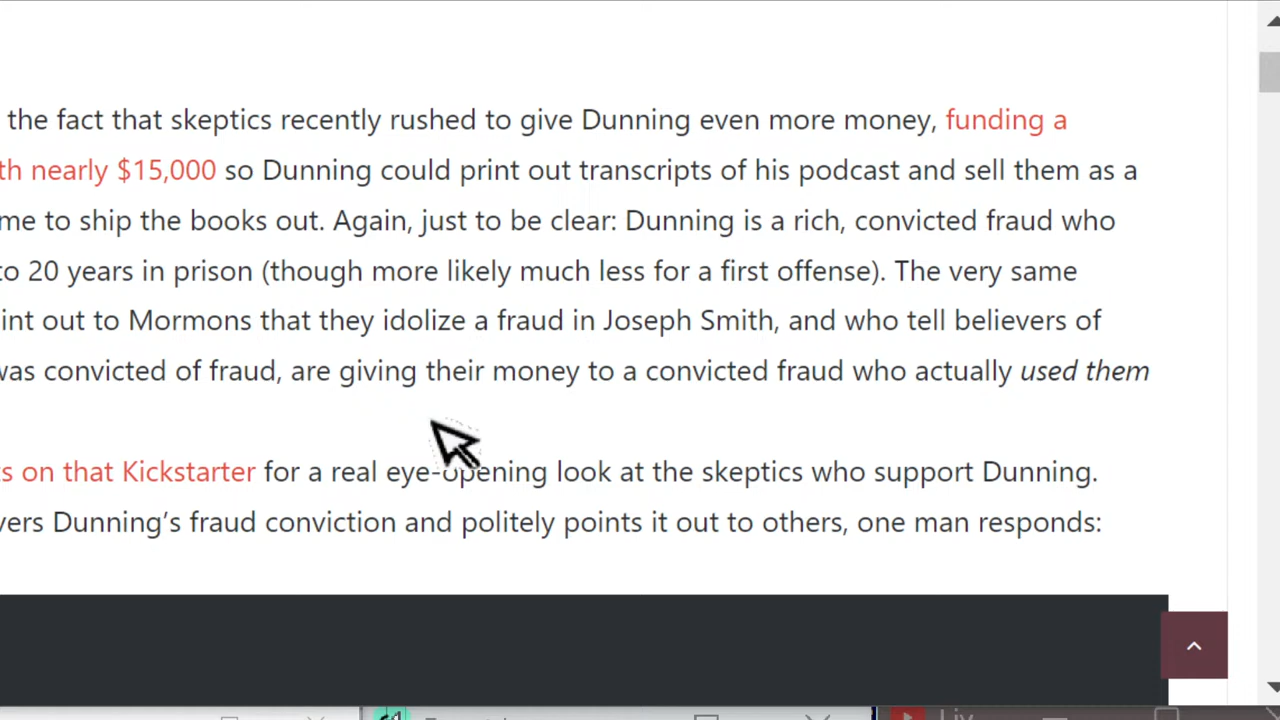 the fact that skeptics recently rushed to give Dunning even more money, funding a
th nearly $15,000 so Dunning could print out transcripts of his podcast and sell them as a
me to ship the books out. Again, just to be clear: Dunning is a rich, convicted fraud who
to 20 years in prison (though more likely much less for a first offense). The very same
int out to Mormons that they idolize a fraud in Joseph Smith, and who tell believers of
was convicted of fraud, are giving their money to a convicted fraud who actually used them
s on that Kickstarter for a real eye-opening look at the skeptics who support Dunning.
vers Dunning’s fraud conviction and politely points it out to others, one man responds: